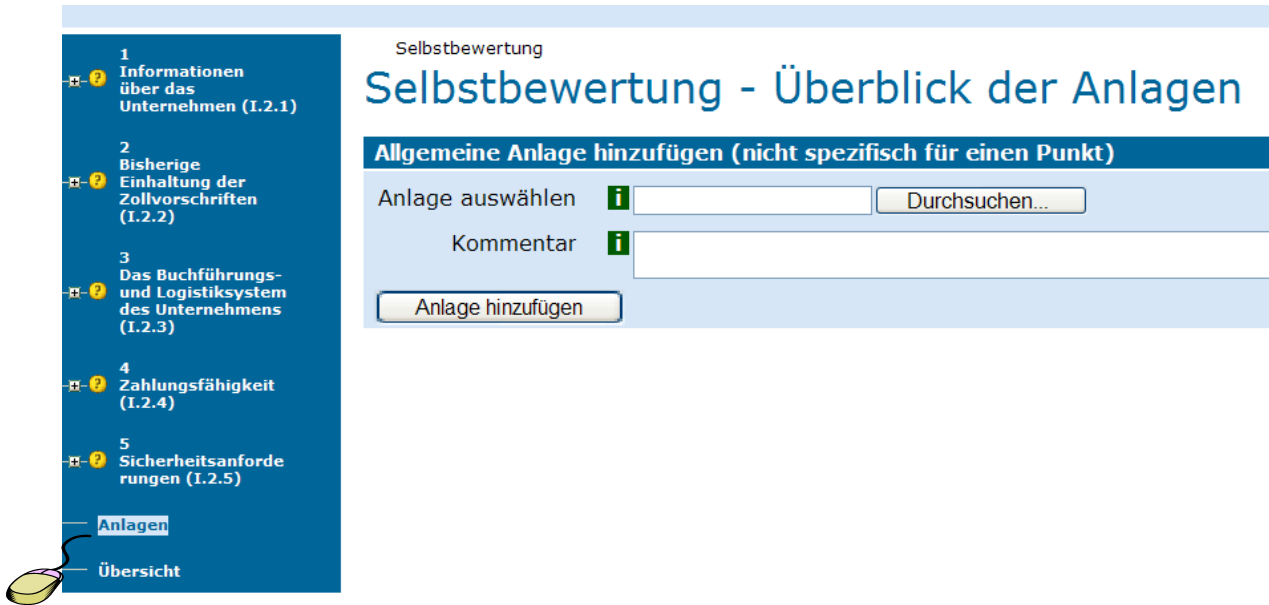 1
Informationen
über das
Unternehmen (I.2.1)
2
Bisherige
Einhaltung der
Zollvorschriften
(I.2.2)
3
Das Buchführungs-
und Logistiksystem
des Unternehmens
(I.2.3)
4
Zahlungsfähigkeit
(I.2.4)
5
Sicherheitsanforde
rungen (I.2.5)
Anlagen
Übersicht
Selbstbewertung
Selbstbewertung - Überblick der Anlagen
Allgemeine Anlage hinzufügen (nicht spezifisch für einen Punkt)
Anlage auswählen i Durchsuchen...
Kommentar i
Anlage hinzufügen